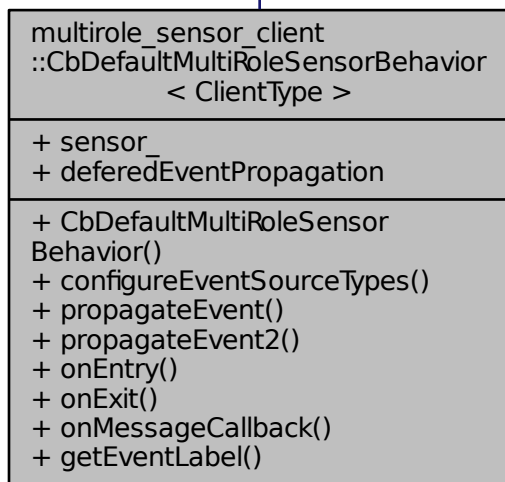 multirole_sensor_client
::CbDefaultMultiRoleSensorBehavior
< ClientType >
+ sensor_
+ deferedEventPropagation
+ CbDefaultMultiRoleSensor
Behavior()
+ configureEventSourceTypes()
+ propagateEvent()
+ propagateEvent2()
+ onEntry()
+ onExit()
+ onMessageCallback()
+ getEventLabel()